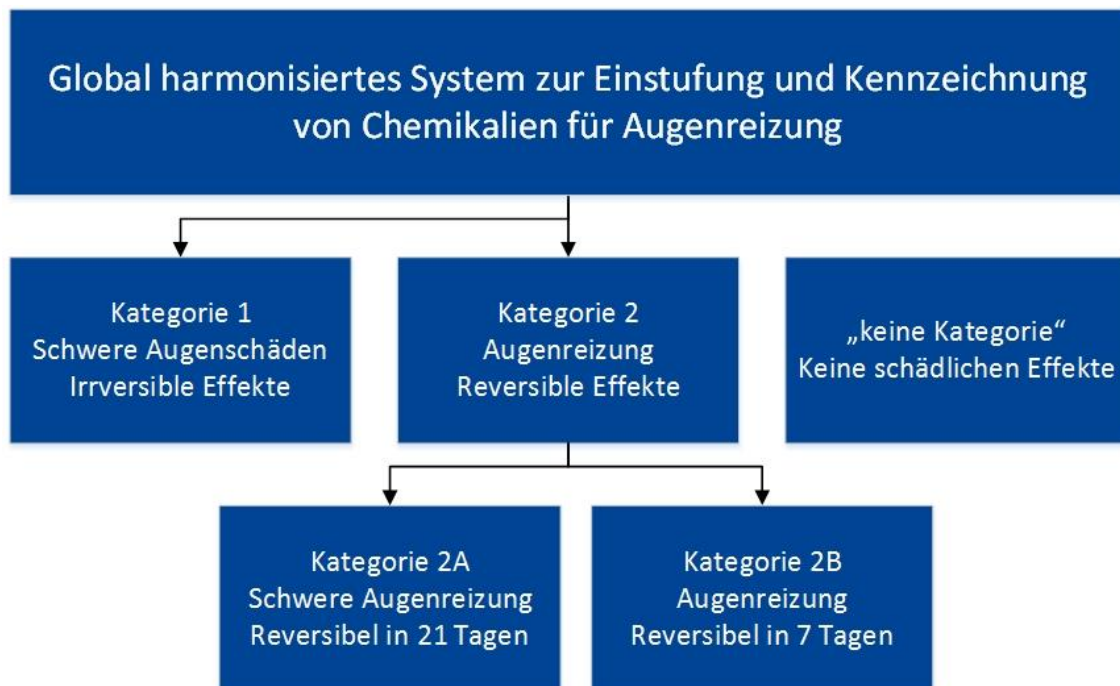 Global harmonisiertes System zur Einstufung und Kennzeichnung
von Chemikalien für Augenreizung
Kategorie 1
Schwere Augenschäden
Irrversible Effekte
Kategorie 2
Augenreizung
Reversible Effekte
„keine Kategorie“
Keine schädlichen Effekte
Kategorie 2A
Schwere Augenreizung
Reversibel in 21 Tagen
Kategorie 2B
Augenreizung
Reversibel in 7 Tagen